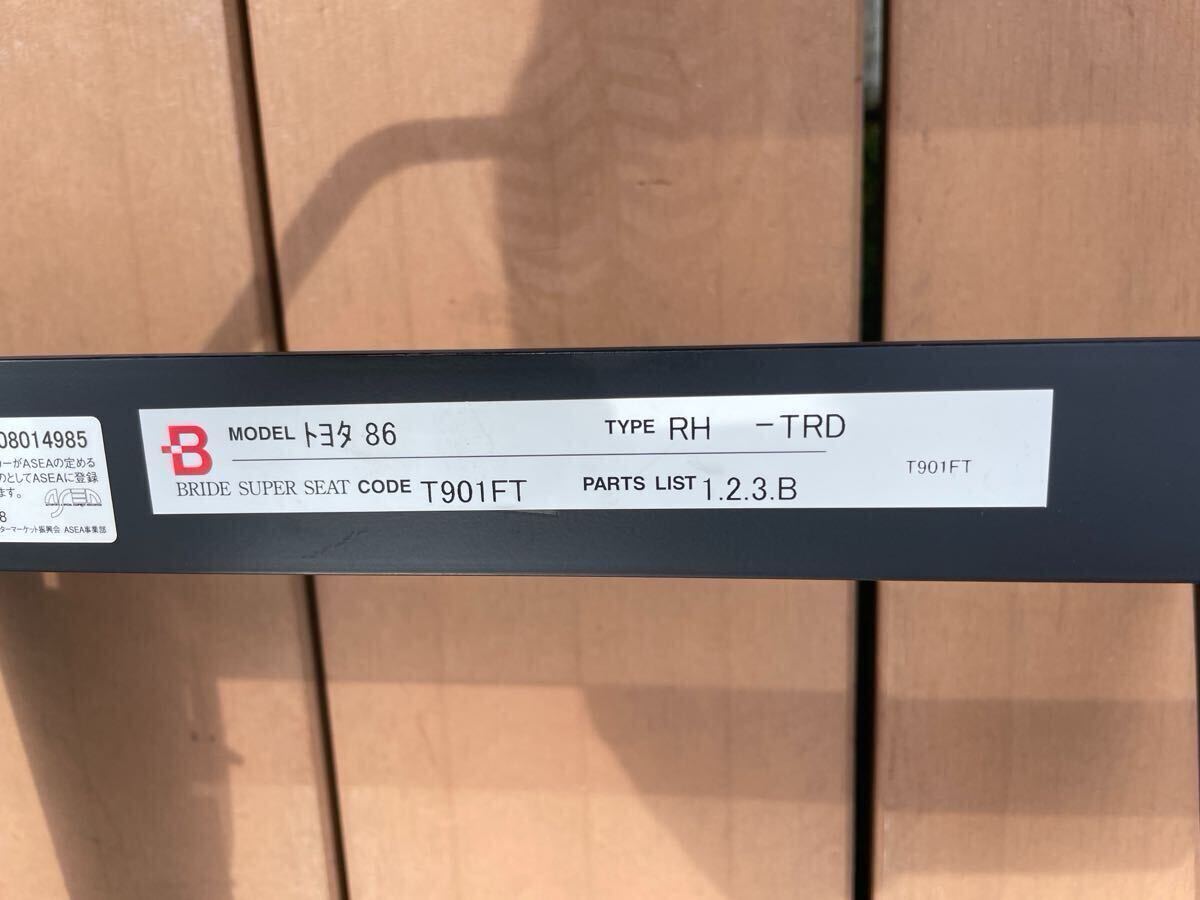 08014985
カーがASEAの定める
のとしてASEAに登録
ます。
ASEA
8
ターマーケット振興会 ASEA事業部
B MODEL トヨタ 86 TYPE RH -TRD
BRIDE SUPER SEAT CODE T901FT PARTS LIST 1.2.3.B
T901FT